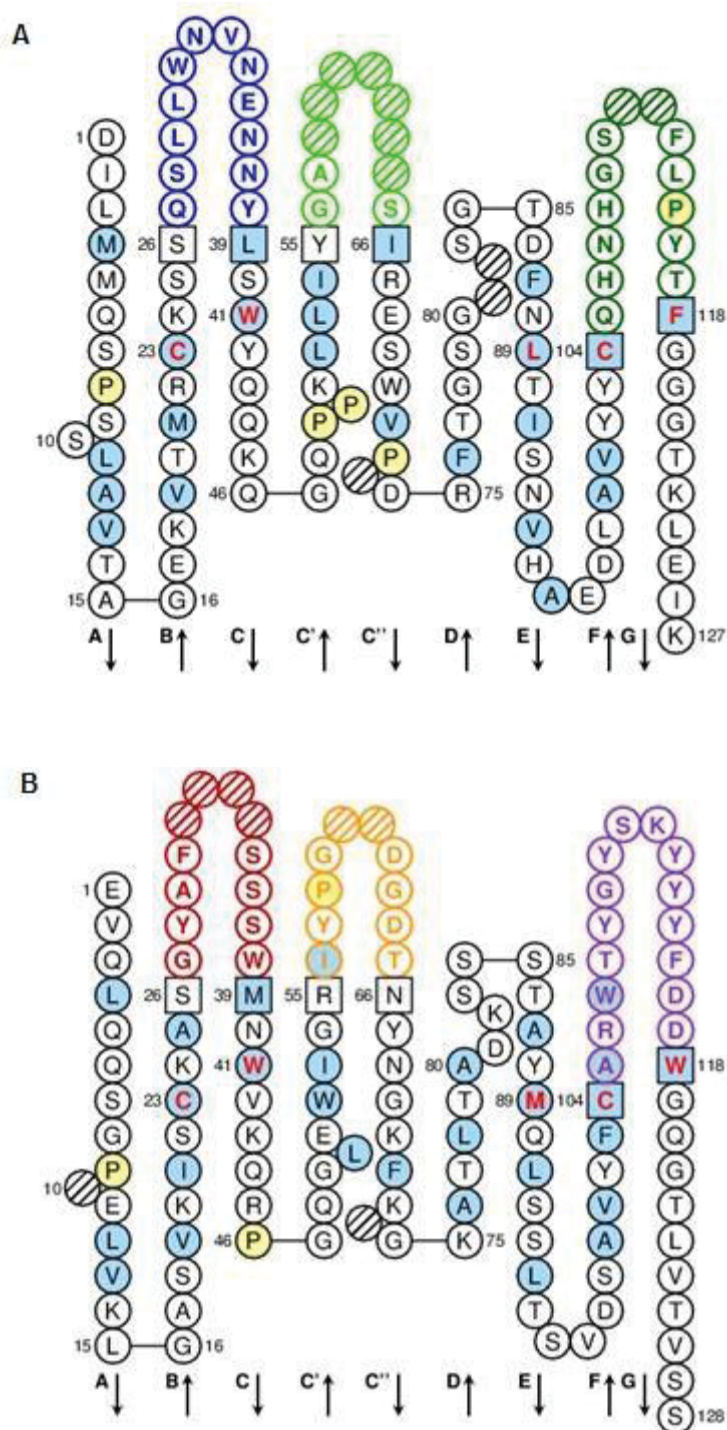 A
N V
W N
L E
1 D L N S F
I L N A G L
L S Y G S G T 85 H P
M Q
26 S 39 L 55 Y 66 I S D N Y
M S S I R F H T
Q K 41 W L E 80 G N Q F 118
S 23 C Y L S S 89 L 104 C G
P R Q K W G T Y G
S M Q P P V T I Y G
10 S
L T K Q P F S V T
A V 46 Q G D R 75 N A K
V K V L L
T E H A E D E
15 A G 16 I
A B C C' C'' D E F G K 127
B
S K
F S G D Y Y
1 E A S P G G Y
V Y S Y D Y Y
Q G W I T S S 85 T F
L 26 S 39 M 55 R 66 N S K T W D
Q A N G Y D A R D
Q K 41 W I N 80 A Y A W 118
S 23 C V W G T 89 M 104 C G
G S K E L K L Q F Q
P I Q G F T L Y G
10 E K R Q K A S V T
L V 46 P G G K 75 S A L
V S L S V
K A T D T
15 L G 16 S V V
A B C C' C'' D E F G S
S 128